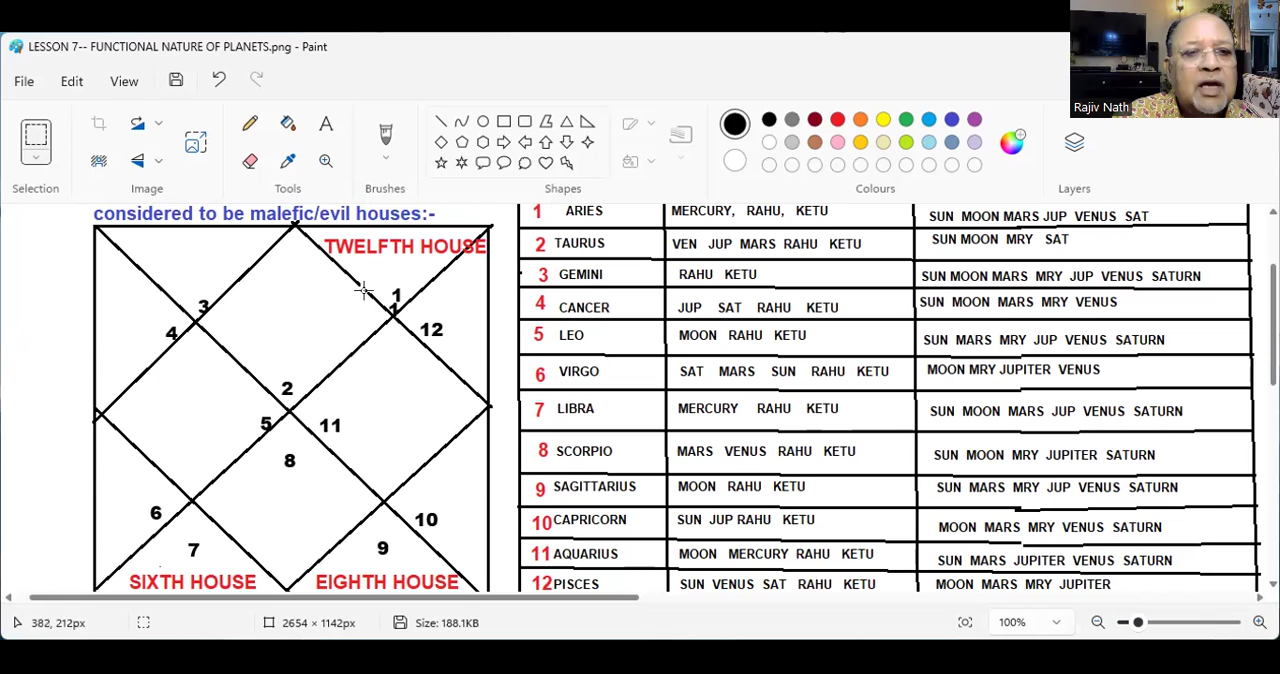 LESSON 7-- FUNCTIONAL NATURE OF PLANETS.png - Paint
File Edit View
Rajiv Nath
Selection Image Tools Brushes Shapes Colours Layers
considered to be malefic/evil houses:-
TWELFTH HOUSE
3
1
1
4
12
2
5
11
8
6
10
7
9
SIXTH HOUSE
EIGHTH HOUSE
1 ARIES MERCURY, RAHU, KETU SUN MOON MARS JUP VENUS SAT
2 TAURUS VEN JUP MARS RAHU KETU SUN MOON MRY SAT
3 GEMINI RAHU KETU SUN MOON MARS MRY JUP VENUS SATURN
4 CANCER JUP SAT RAHU KETU SUN MOON MARS MRY VENUS
5 LEO MOON RAHU KETU SUN MARS MRY JUP VENUS SATURN
6 VIRGO SAT MARS SUN RAHU KETU MOON MRY JUPITER VENUS
7 LIBRA MERCURY RAHU KETU SUN MOON MARS JUP VENUS SATURN
8 SCORPIO MARS VENUS RAHU KETU SUN MOON MRY JUPITER SATURN
9 SAGITTARIUS MOON RAHU KETU SUN MARS MRY JUP VENUS SATURN
10 CAPRICORN SUN JUP RAHU KETU MOON MARS MRY VENUS SATURN
11 AQUARIUS MOON MERCURY RAHU KETU SUN MARS JUPITER VENUS SATURN
12 PISCES SUN VENUS SAT RAHU KETU MOON MARS MRY JUPITER
382, 212px 2654 × 1142px Size: 188.1KB 100%